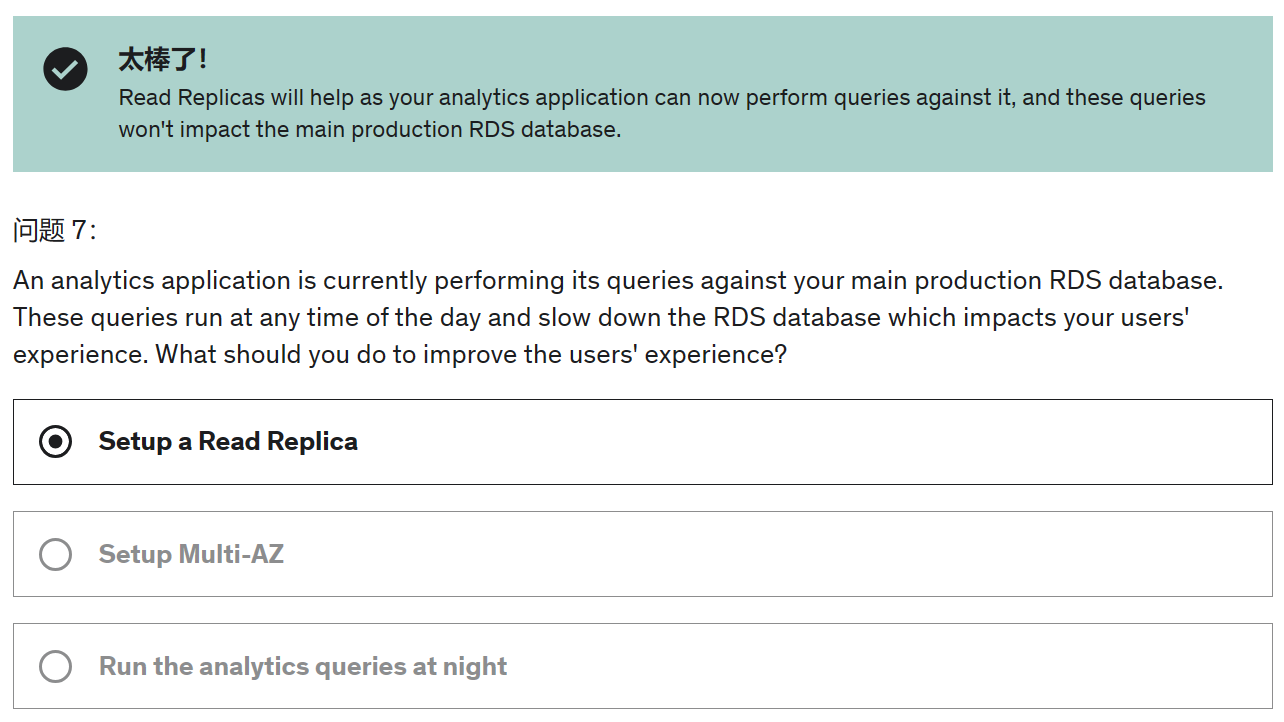 太棒了！
Read Replicas will help as your analytics application can now perform queries against it, and these queries
won't impact the main production RDS database.
问题 7：
An analytics application is currently performing its queries against your main production RDS database.
These queries run at any time of the day and slow down the RDS database which impacts your users'
experience. What should you do to improve the users' experience?
Setup a Read Replica
Setup Multi-AZ
Run the analytics queries at night